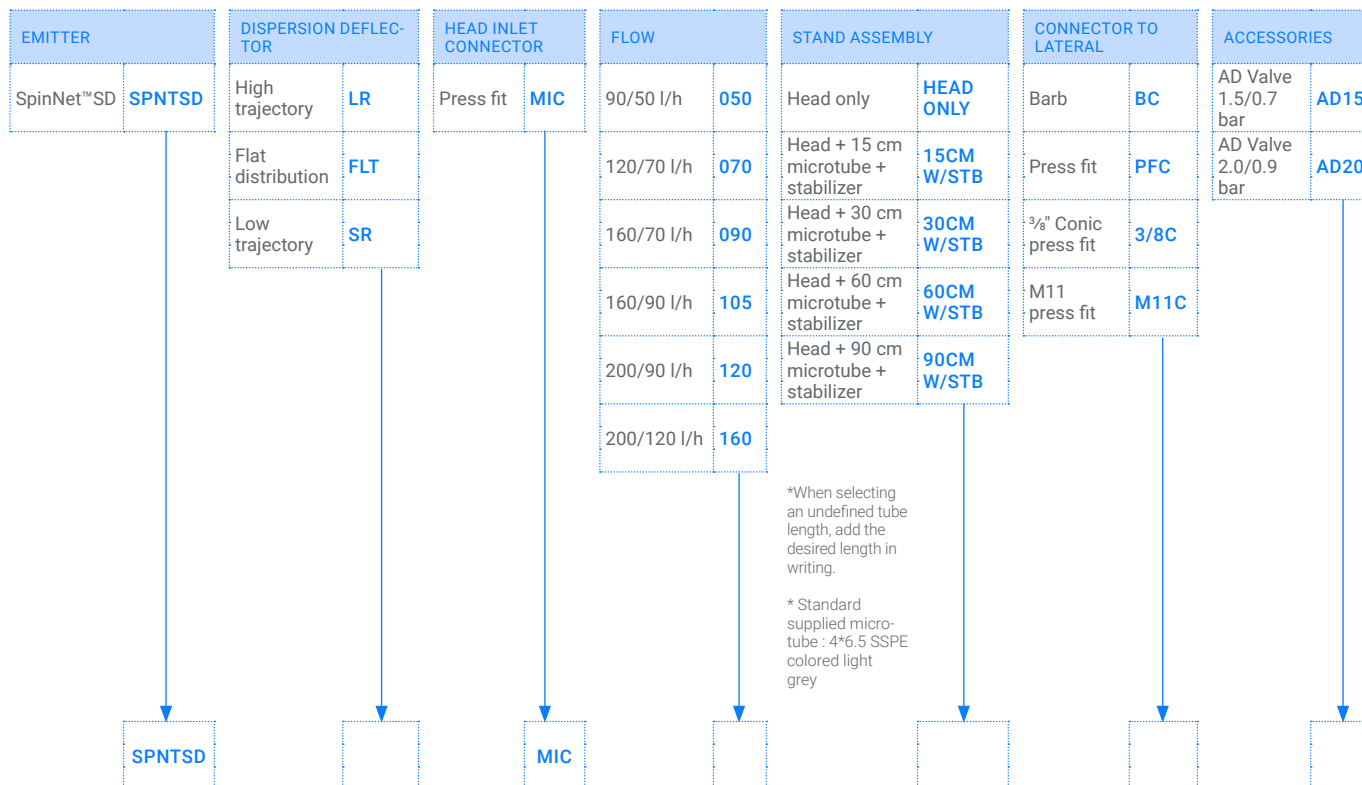 EMITTER
SpinNet™SD SPNTSD
DISPERSION DEFLEC-
TOR
High
trajectory
LR
Flat
distribution
FLT
Low
trajectory
SR
HEAD INLET
CONNECTOR
Press fit MIC
FLOW
90/50 l/h 050
120/70 l/h 070
160/70 l/h 090
160/90 l/h 105
200/90 l/h 120
200/120 l/h 160
STAND ASSEMBLY
Head only
HEAD
ONLY
Head + 15 cm
microtube +
stabilizer
15CM
W/STB
Head + 30 cm
microtube +
stabilizer
30CM
W/STB
Head + 60 cm
microtube +
stabilizer
60CM
W/STB
Head + 90 cm
microtube +
stabilizer
90CM
W/STB
*When selecting
an undefined tube
length, add the
desired length in
writing.
* Standard
supplied micro-
tube : 4*6.5 SSPE
colored light
grey
CONNECTOR TO
LATERAL
Barb BC
Press fit PFC
⅜" Conic
press fit
3/8C
M11
press fit
M11C
ACCESSORIES
AD Valve
1.5/0.7
bar
AD15
AD Valve
2.0/0.9
bar
AD20
SPNTSD
MIC